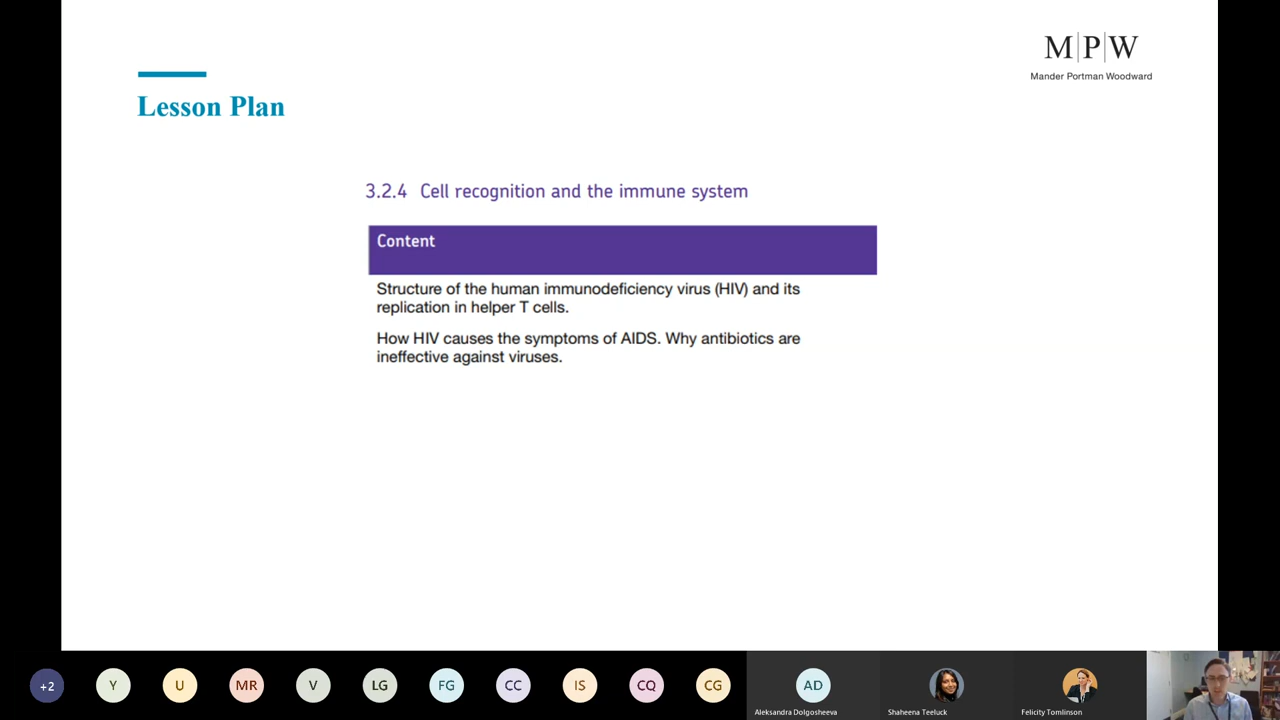 M|P|W
Mander Portman Woodward
Lesson Plan
3.2.4 Cell recognition and the immune system
Content
Structure of the human immunodeficiency virus (HIV) and its
replication in helper T cells.
How HIV causes the symptoms of AIDS. Why antibiotics are
ineffective against viruses.
+2
Y
U
MR
V
LG
FG
CC
IS
CQ
CG
AD
Aleksandra Dolgosheeva
Shaheena Teeluck
Felicity Tomlinson